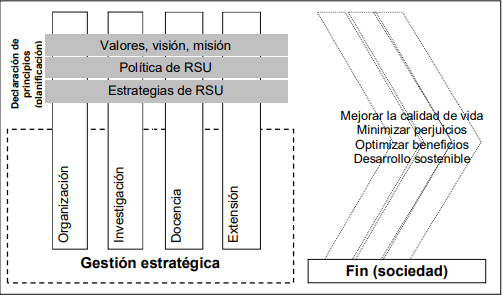 Declaración de
principios
(planificación)
Valores, visión, misión
Política de RSU
Estrategias de RSU
Organización
Investigación
Docencia
Extensión
Gestión estratégica
Mejorar la calidad de vida
Minimizar perjuicios
Optimizar beneficios
Desarrollo sostenible
Fin (sociedad)